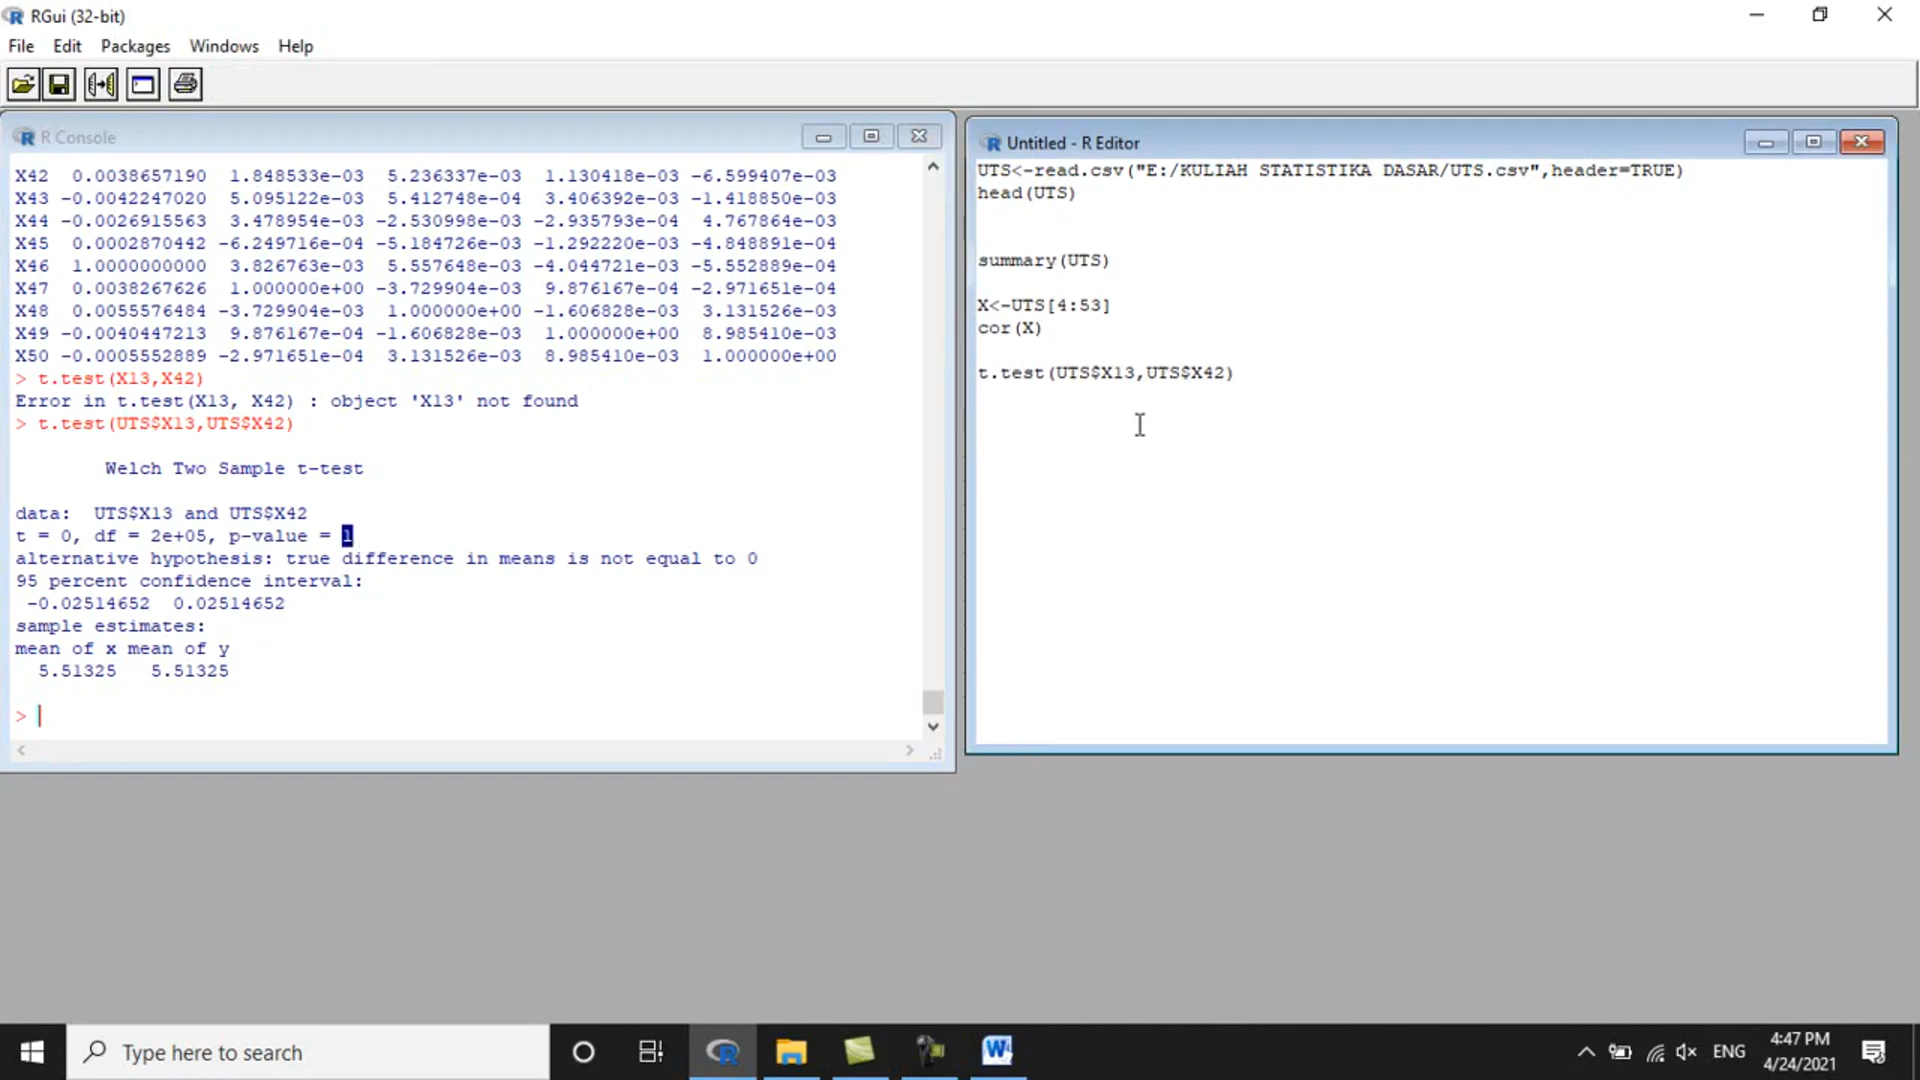 RGui (32-bit)
File Edit Packages Windows Help
R Console
X42 0.0038657190 1.848533e-03 5.236337e-03 1.130418e-03 -6.599407e-03
X43 -0.0042247020 5.095122e-03 5.412748e-04 3.406392e-03 -1.418850e-03
X44 -0.0026915563 3.478954e-03 -2.530998e-03 -2.935793e-04 4.767864e-03
X45 0.0002870442 -6.249716e-04 -5.184726e-03 -1.292220e-03 -4.848891e-04
X46 1.0000000000 3.826763e-03 5.557648e-03 -4.044721e-03 -5.552889e-04
X47 0.0038267626 1.000000e+00 -3.729904e-03 9.876167e-04 -2.971651e-04
X48 0.0055576484 -3.729904e-03 1.000000e+00 -1.606828e-03 3.131526e-03
X49 -0.0040447213 9.876167e-04 -1.606828e-03 1.000000e+00 8.985410e-03
X50 -0.0005552889 -2.971651e-04 3.131526e-03 8.985410e-03 1.000000e+00
> t.test(X13,X42)
Error in t.test(X13, X42) : object 'X13' not found
> t.test(UTS$X13,UTS$X42)
Welch Two Sample t-test
data: UTS$X13 and UTS$X42
t = 0, df = 2e+05, p-value = 1
alternative hypothesis: true difference in means is not equal to 0
95 percent confidence interval:
-0.02514652 0.02514652
sample estimates:
mean of x mean of y
5.51325 5.51325
>
Untitled - R Editor
UTS<-read.csv("E:/KULIAH STATISTIKA DASAR/UTS.csv",header=TRUE)
head(UTS)
summary(UTS)
X<-UTS[4:53]
cor(X)
t.test(UTS$X13,UTS$X42)
Type here to search
ENG
4:47 PM
4/24/2021